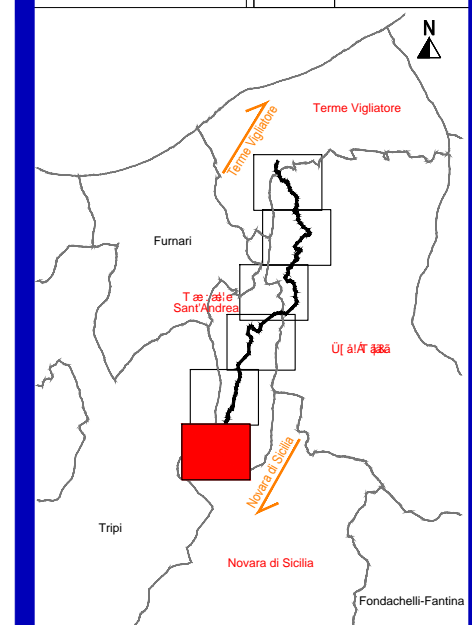 N
Terme Vigliatore
Terme Vigliatore
Furnari
Sant'Andrea
Novara di Sicilia
Tripi
Novara di Sicilia
Fondachelli-Fantina